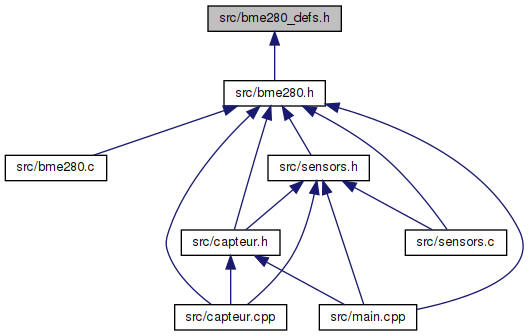 src/bme280_defs.h
src/bme280.h
src/bme280.c
src/sensors.h
src/capteur.h
src/sensors.c
src/capteur.cpp
src/main.cpp